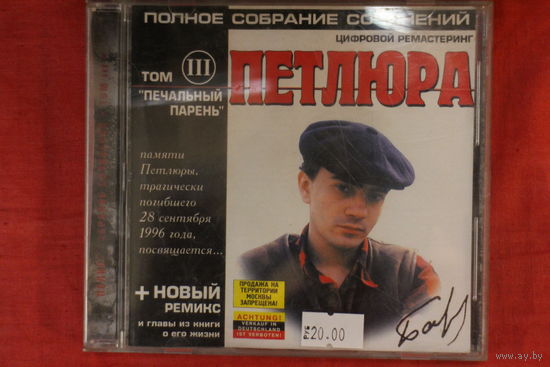 ПОЛНОЕ СОБРАНИЕ СОЧИНЕНИЙ
ЦИФРОВОЙ РЕМАСТЕРИНГ
ТОМ III
"ПЕЧАЛЬНЫЙ
ПАРЕНЬ"
ПЕТЛЮРА
памяти
Петлюры,
трагически
погибшего
28 сентября
1996 года,
посвящается...
+ НОВЫЙ
РЕМИКС
И ГЛАВЫ ИЗ КНИГИ
О ЕГО ЖИЗНИ
ПРОДАЖА НА
ТЕРРИТОРИИ
МОСКВЫ
ЗАПРЕЩЕНА!
ACHTUNG!
VERKAUF IN
DEUTSCHLAND
IST VERBOTEN!
РУБ 20.00
www.ay.by